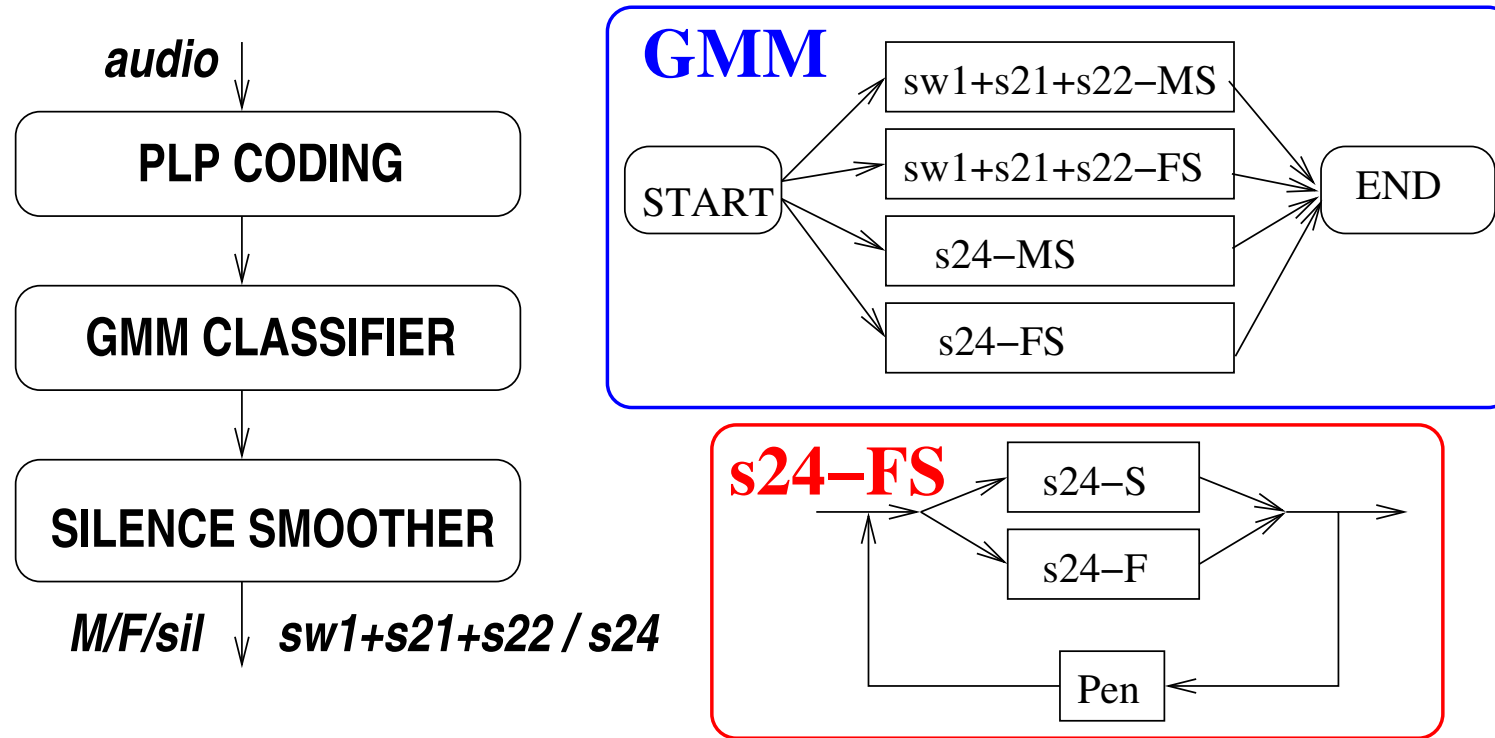 audio
PLP CODING
GMM CLASSIFIER
SILENCE SMOOTHER
M/F/sil sw1+s21+s22 / s24
GMM
START
sw1+s21+s22−MS
sw1+s21+s22−FS
s24−MS
s24−FS
END
s24−FS
s24−S
s24−F
Pen